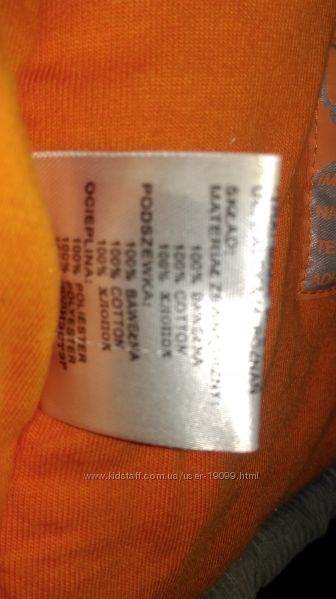 SKŁAD:
MATERIAŁ
100% BAWEŁNA
100% COTTON
100% ХЛОПОК
PODSZEWKA:
100% BAWEŁNA
100% COTTON
100% ХЛОПОК
OCIEPLINA:
100% POLIESTER
100% POLYESTER
www.kidstaff.com.ua/user-19099.html